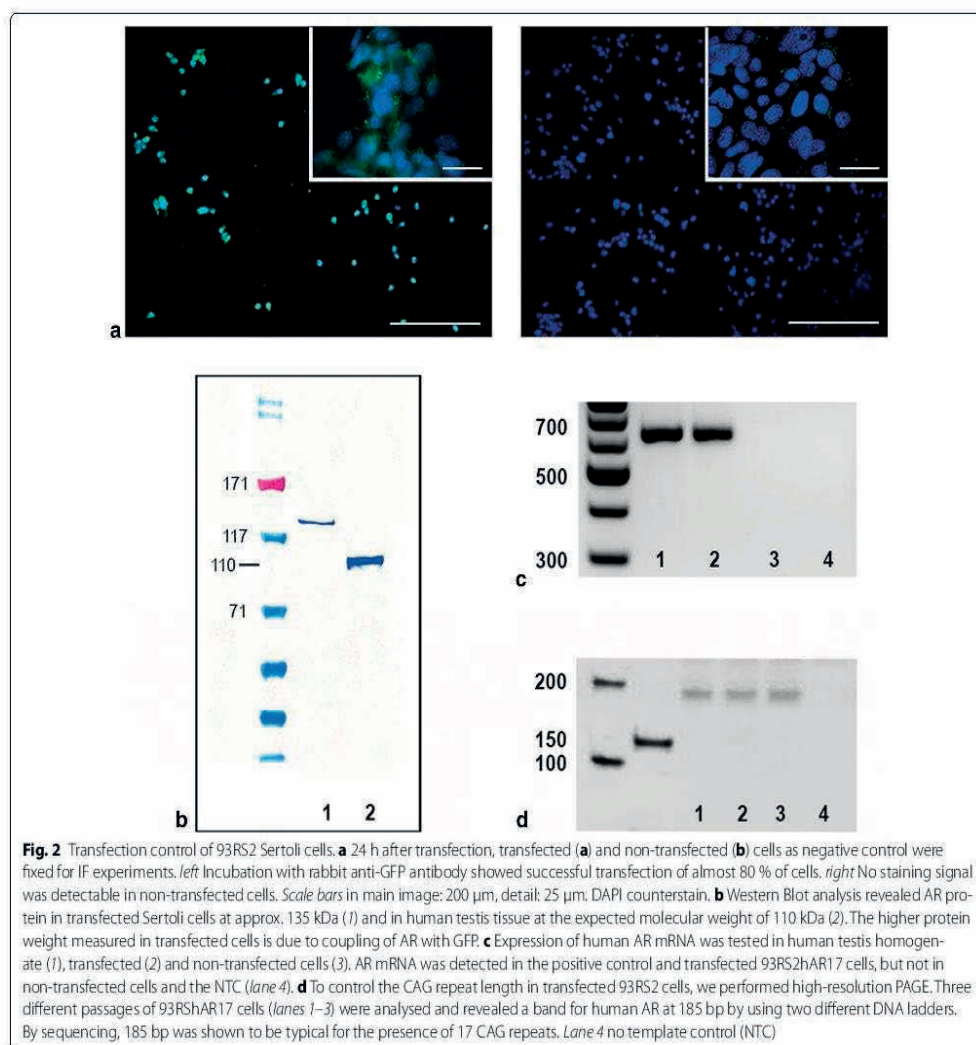 a
171
117
110
71
1 2
b
700
500
300
1 2 3 4
c
200
150
100
1 2 3 4
d
Fig. 2 Transfection control of 93RS2 Sertoli cells. a 24 h after transfection, transfected (a) and non-transfected (b) cells as negative control were
fixed for IF experiments. left Incubation with rabbit anti-GFP antibody showed successful transfection of almost 80 % of cells. right No staining signal
was detectable in non-transfected cells. Scale bars in main image: 200 μm, detail: 25 μm. DAPI counterstain. b Western Blot analysis revealed AR pro-
tein in transfected Sertoli cells at approx. 135 kDa (1) and in human testis tissue at the expected molecular weight of 110 kDa (2). The higher protein
weight measured in transfected cells is due to coupling of AR with GFP. c Expression of human AR mRNA was tested in human testis homogen-
ate (1), transfected (2) and non-transfected cells (3). AR mRNA was detected in the positive control and transfected 93RS2hAR17 cells, but not in
non-transfected cells and the NTC (lane 4). d To control the CAG repeat length in transfected 93RS2 cells, we performed high-resolution PAGE. Three
different passages of 93RShAR17 cells (lanes 1–3) were analysed and revealed a band for human AR at 185 bp by using two different DNA ladders.
By sequencing, 185 bp was shown to be typical for the presence of 17 CAG repeats. Lane 4 no template control (NTC)